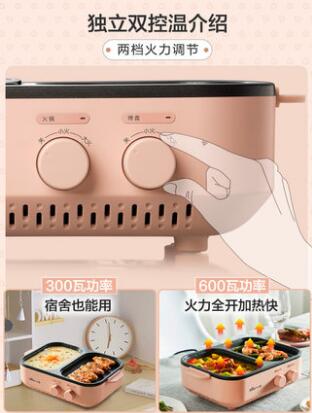 独立双控温介绍
两档火力调节
火锅
烤盘
关 小火 大火
关 小火
300瓦功率
600瓦功率
宿舍也能用
火力全开加热快